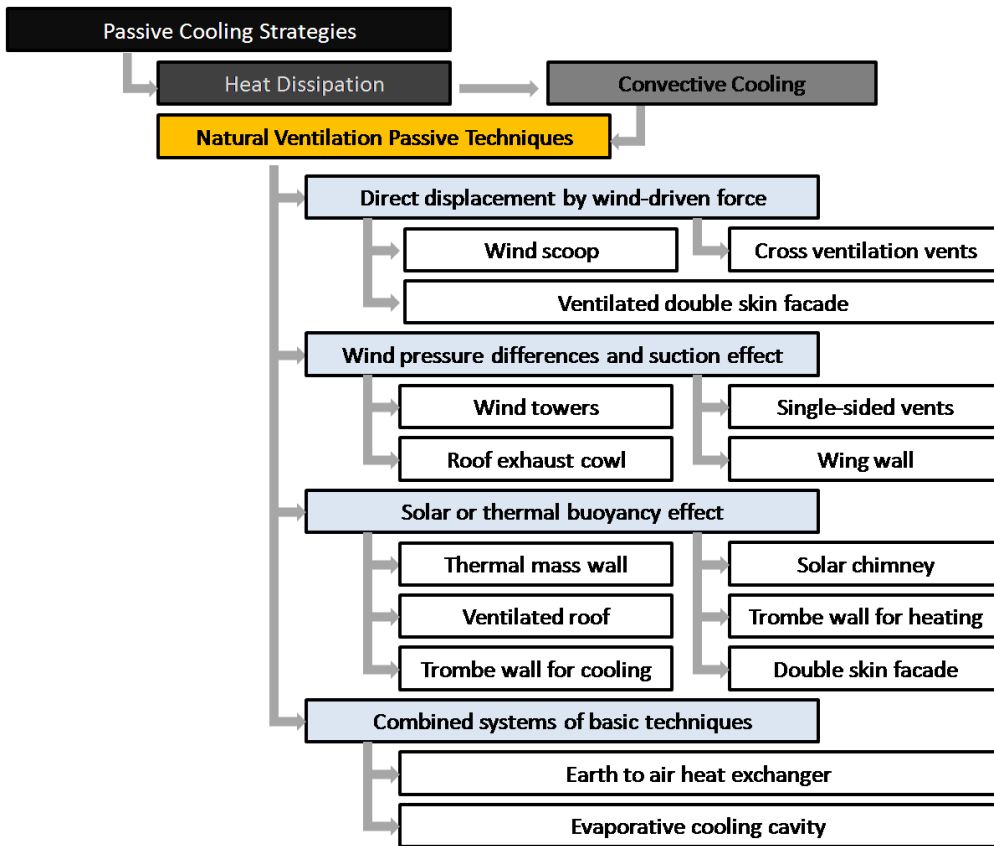 Passive Cooling Strategies
Heat Dissipation
Convective Cooling
Natural Ventilation Passive Techniques
Direct displacement by wind-driven force
Wind scoop
Cross ventilation vents
Ventilated double skin facade
Wind pressure differences and suction effect
Wind towers
Single-sided vents
Roof exhaust cowl
Wing wall
Solar or thermal buoyancy effect
Thermal mass wall
Solar chimney
Ventilated roof
Trombe wall for heating
Trombe wall for cooling
Double skin facade
Combined systems of basic techniques
Earth to air heat exchanger
Evaporative cooling cavity